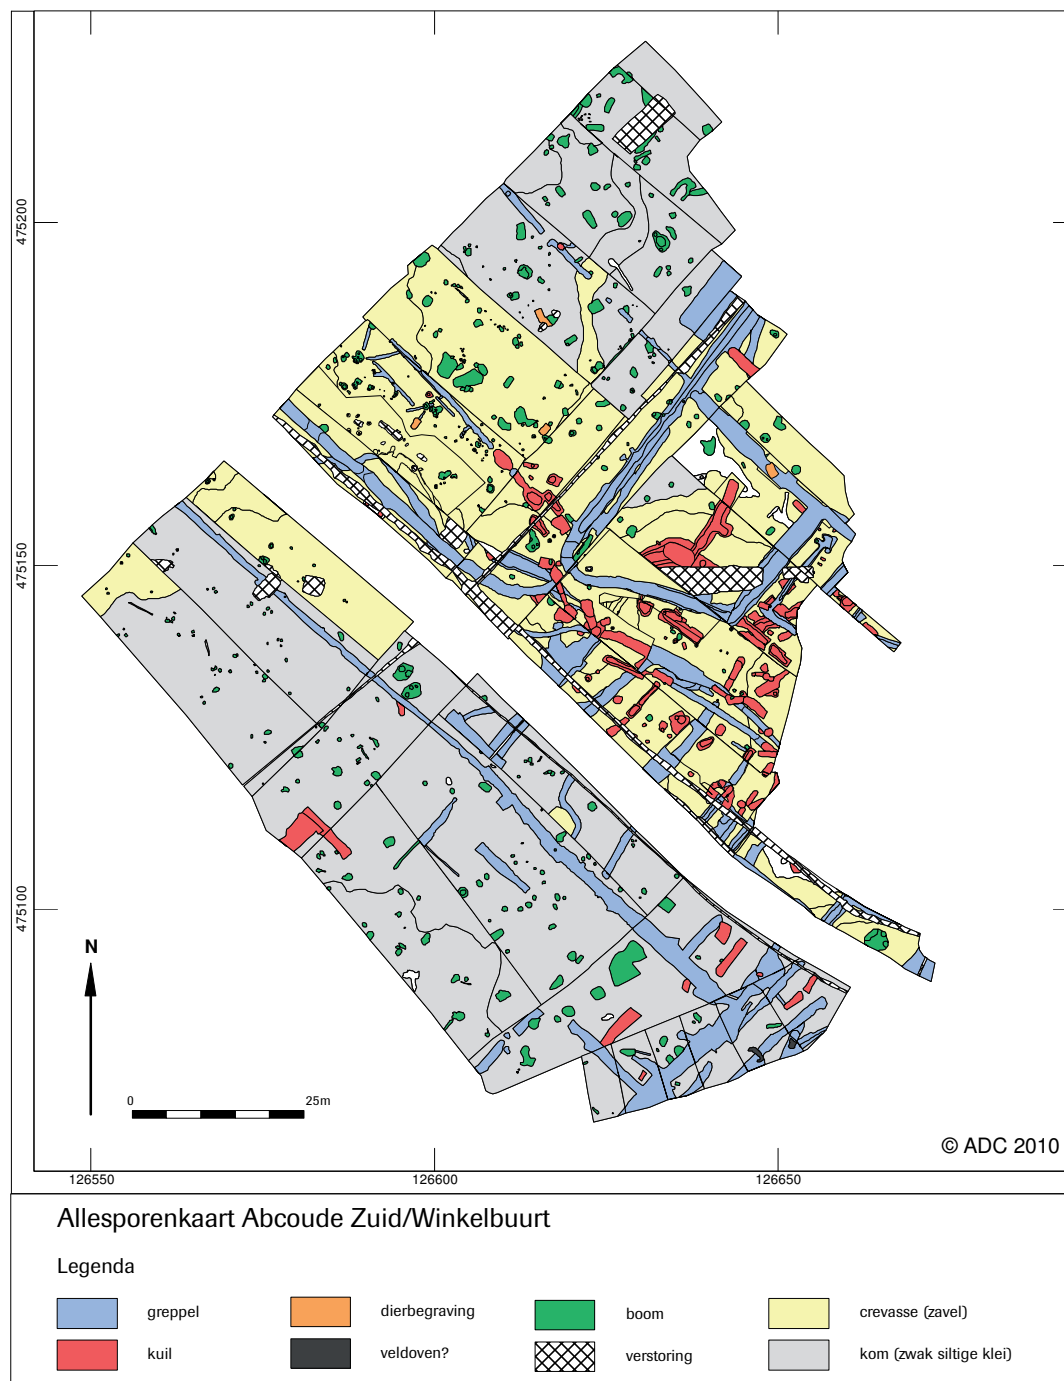 475200
475150
475100
N
0 25m
© ADC 2010
126550 126600 126650
Allesporenkaart Abcoude Zuid/Winkelbuurt
Legenda
greppel dierbegraving boom crevasse (zavel)
kuil veldoven? verstoring kom (zwak siltige klei)